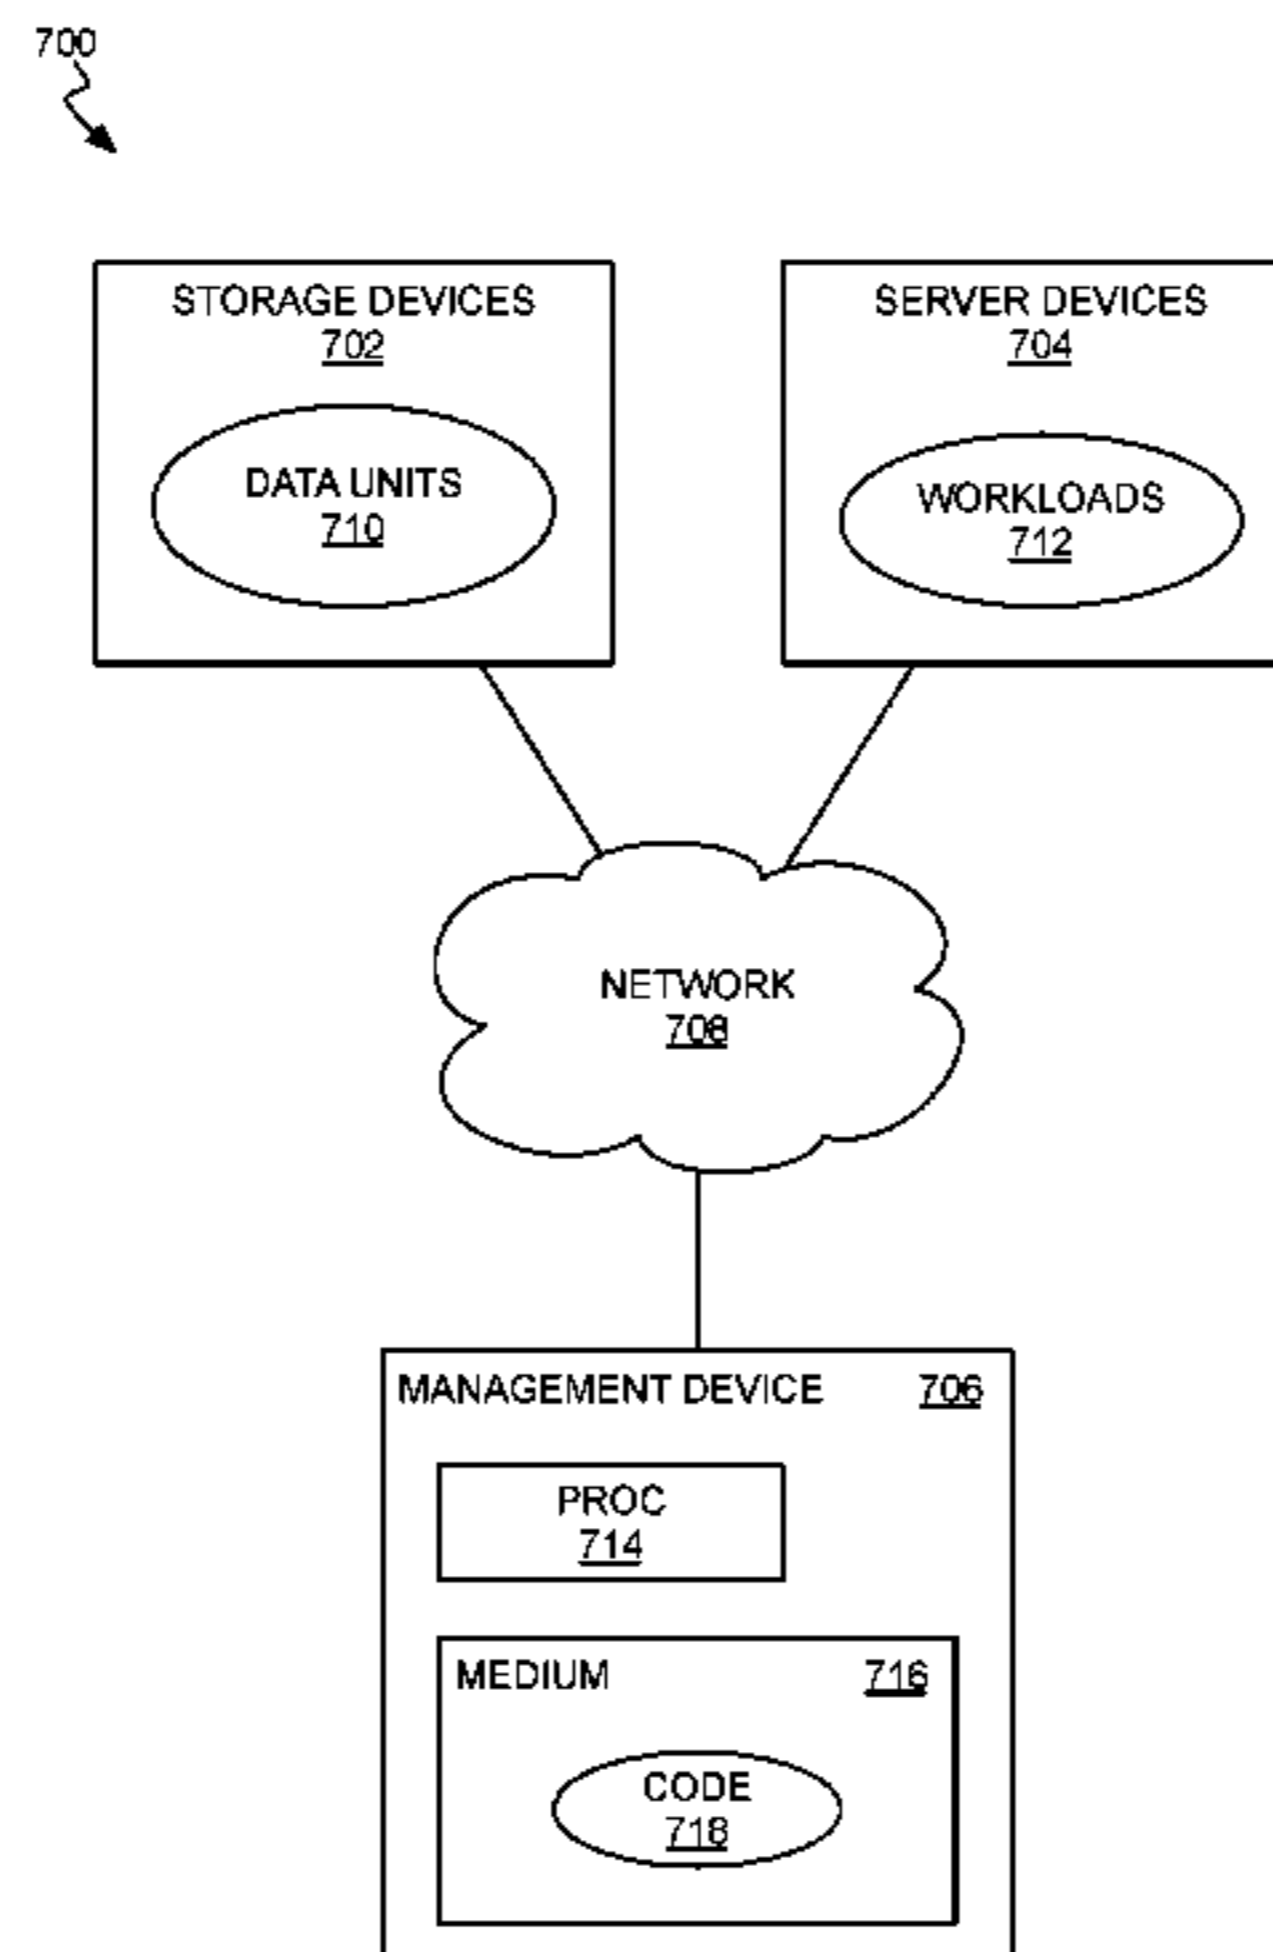 700
STORAGE DEVICES
702
DATA UNITS
710
SERVER DEVICES
704
WORKLOADS
712
NETWORK
708
MANAGEMENT DEVICE 706
PROC
714
MEDIUM 716
CODE
718